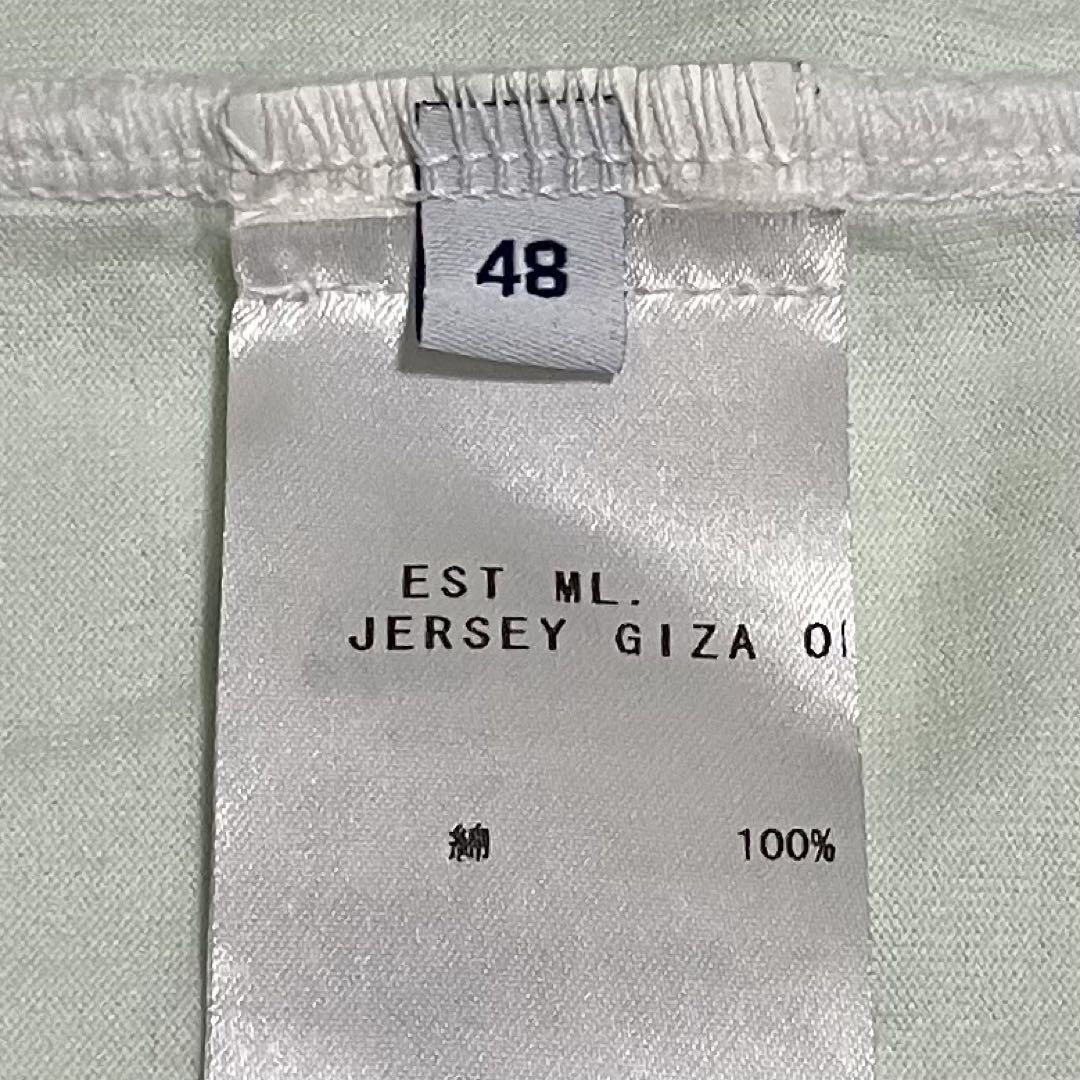 48
EST ML.
JERSEY GIZA
綿 100%